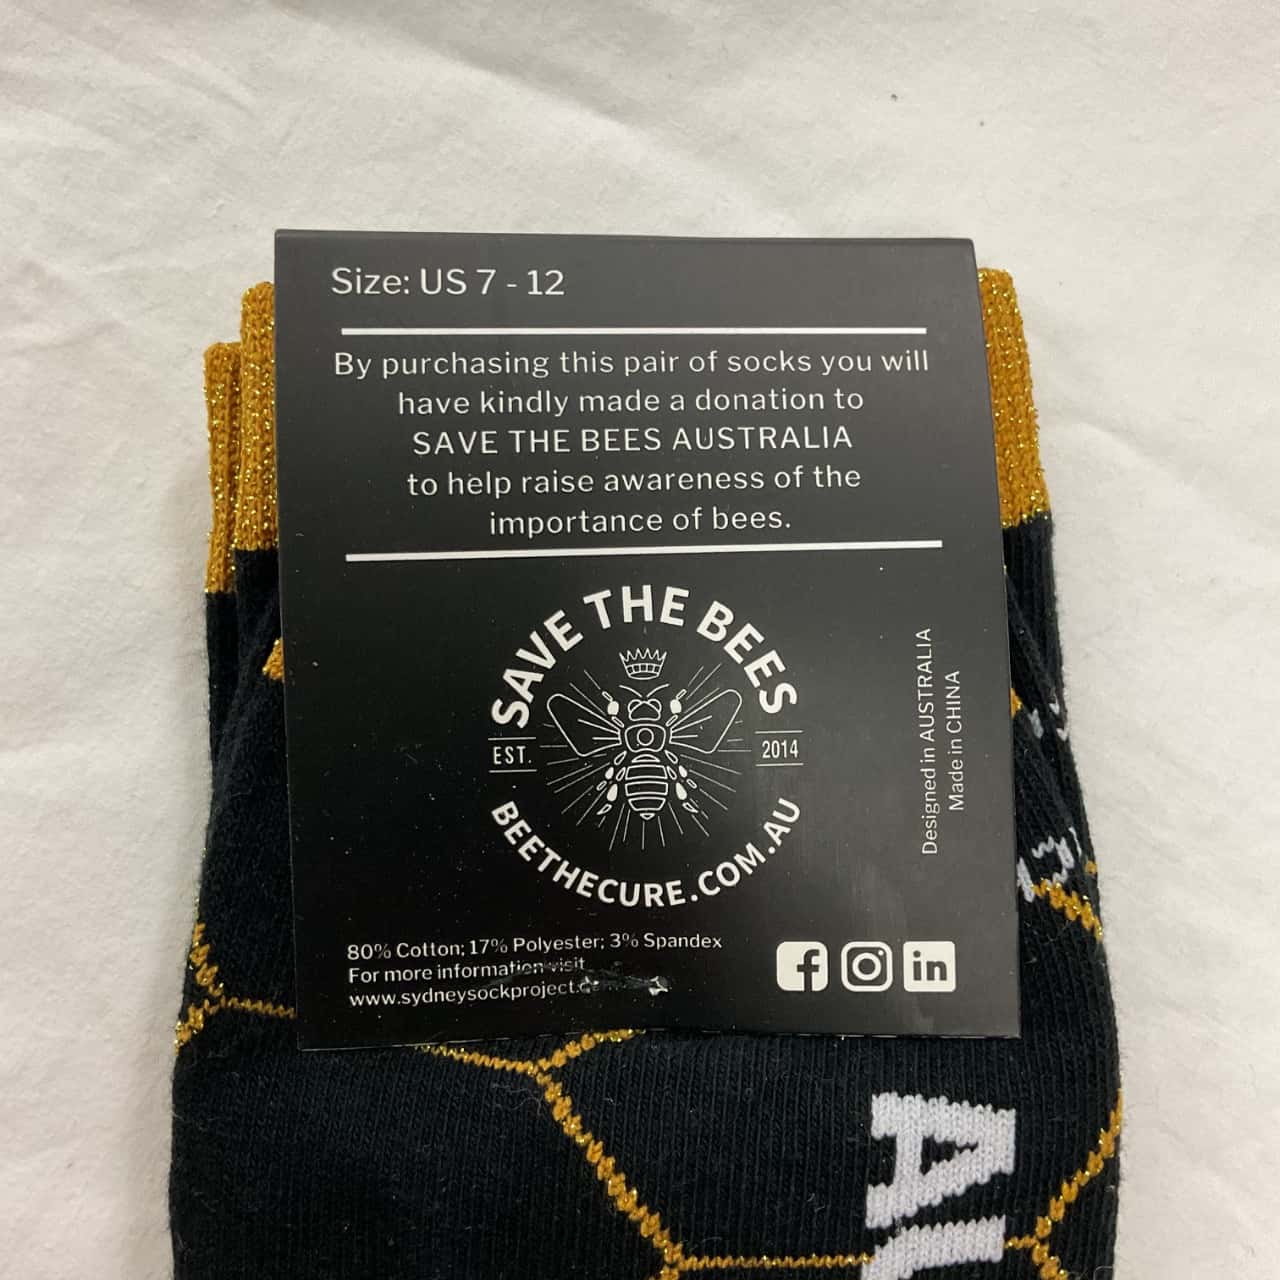 Size: US 7 - 12
By purchasing this pair of socks you will
have kindly made a donation to
SAVE THE BEES AUSTRALIA
to help raise awareness of the
importance of bees.
SAVE THE BEES
EST. 2014
BEETHECURE.COM.AU
Designed in AUSTRALIA
Made in CHINA
80% Cotton; 17% Polyester; 3% Spandex
For more information visit
www.sydneysockproject.c
f in
AU